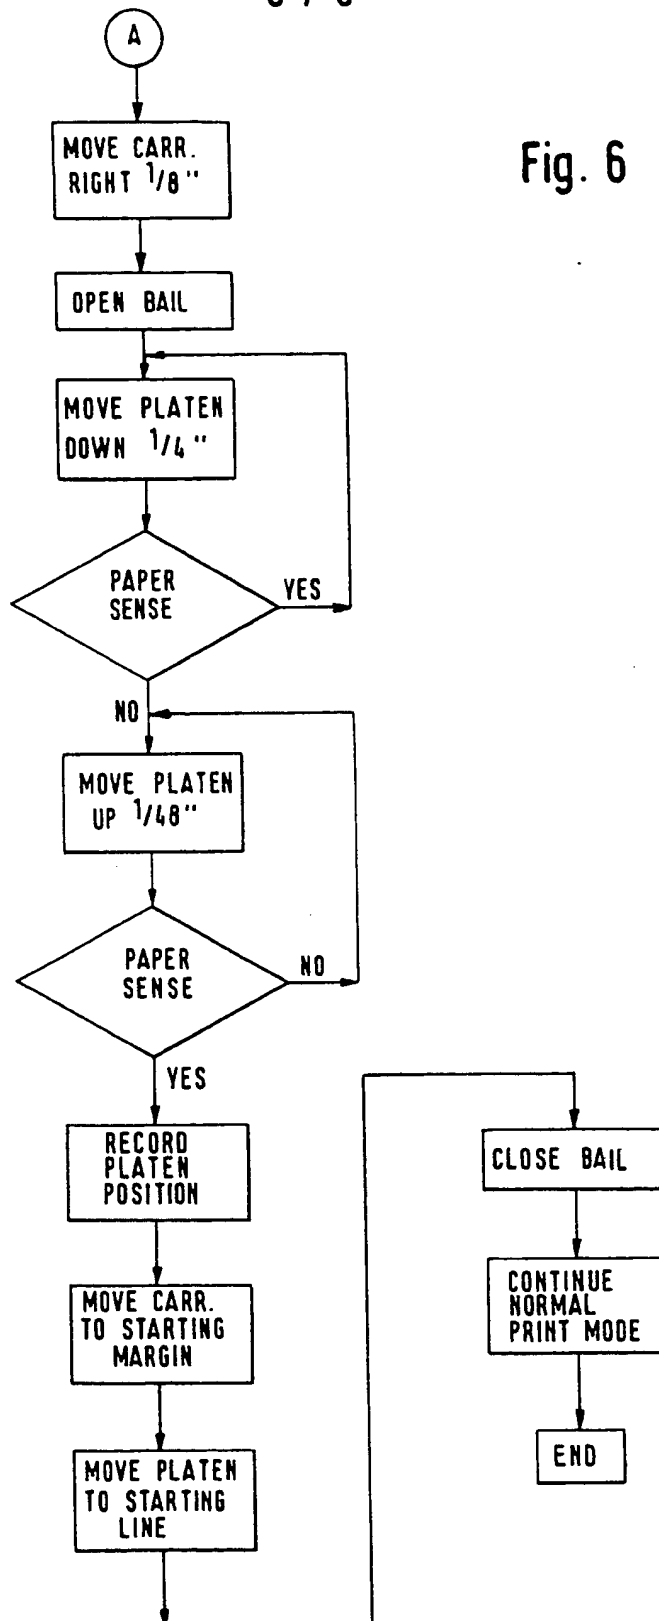 A
MOVE CARR.
RIGHT 1/8"
Fig. 6
OPEN BAIL
MOVE PLATEN
DOWN 1/4"
PAPER
SENSE
YES
NO
MOVE PLATEN
UP 1/48"
PAPER
SENSE
NO
YES
RECORD
PLATEN
POSITION
MOVE CARR.
TO STARTING
MARGIN
MOVE PLATEN
TO STARTING
LINE
CLOSE BAIL
CONTINUE
NORMAL
PRINT MODE
END